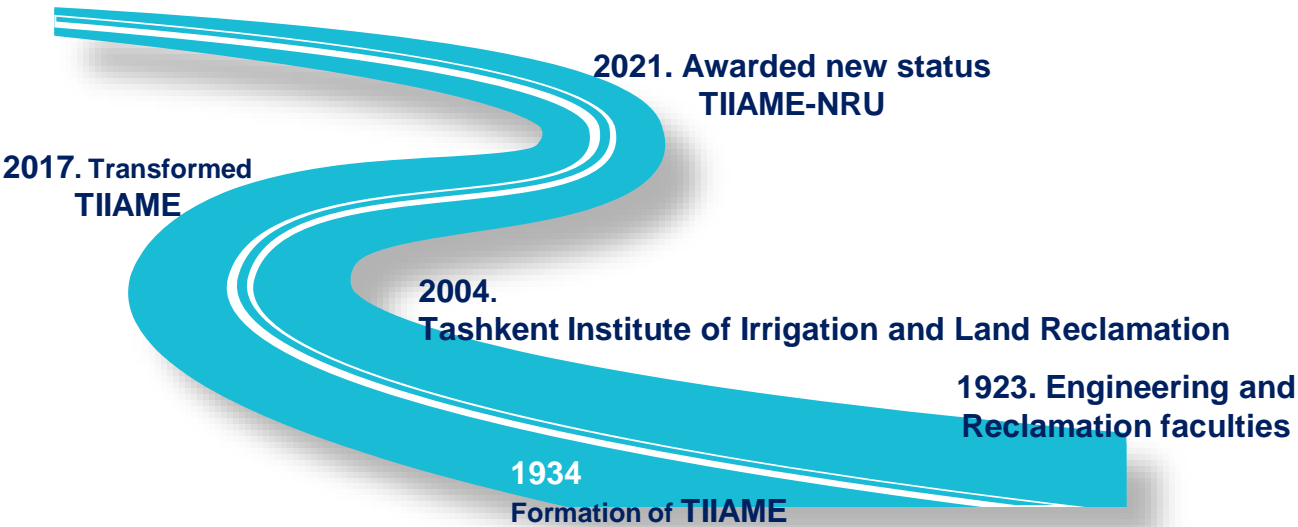 2021. Awarded new status
TIIAME-NRU
2017. Transformed
TIIAME
2004.
Tashkent Institute of Irrigation and Land Reclamation
1923. Engineering and
Reclamation faculties
1934
Formation of TIIAME